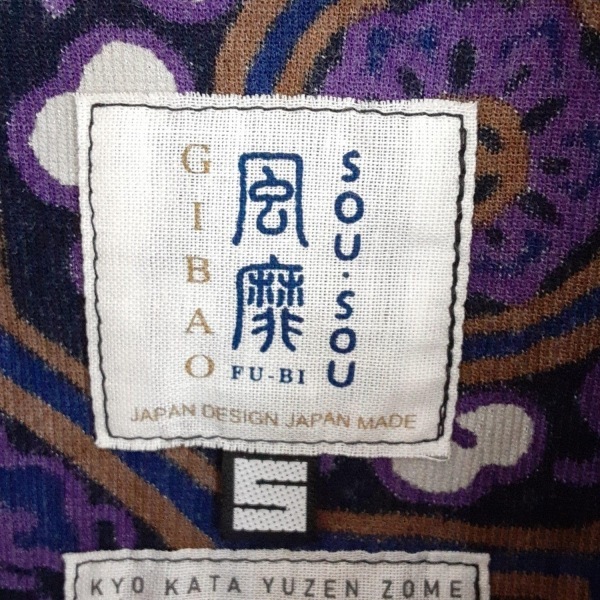 GIBAO
風靡
FU-BI
SOU·SOU
JAPAN DESIGN JAPAN MADE
S
KYO KATA YUZEN ZOME